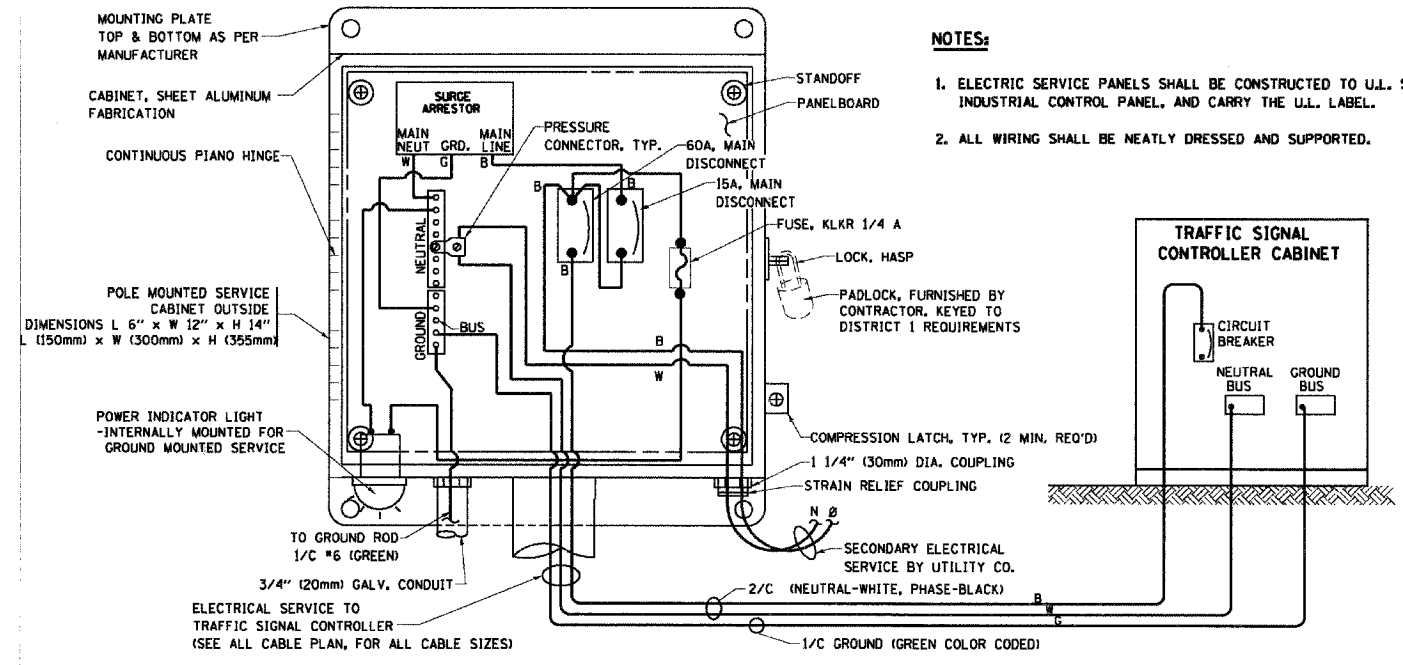 MOUNTING PLATE
TOP & BOTTOM AS PER
MANUFACTURER
CABINET, SHEET ALUMINUM
FABRICATION
CONTINUOUS PIANO HINGE
POLE MOUNTED SERVICE
CABINET OUTSIDE
DIMENSIONS L 6" x W 12" x H 14"
L (150mm) x W (300mm) x H (355mm)
POWER INDICATOR LIGHT
-INTERNALLY MOUNTED FOR
GROUND MOUNTED SERVICE
SURGE
ARRESTOR
MAIN
NEUT
GRD.
MAIN
LINE
W
G
B
PRESSURE
CONNECTOR, TYP.
NEUTRAL
GROUND
BUS
B
B
B
B
W
STANDOFF
PANELBOARD
60A, MAIN
DISCONNECT
15A, MAIN
DISCONNECT
FUSE, KLKR 1/4 A
LOCK, HASP
PADLOCK, FURNISHED BY
CONTRACTOR. KEYED TO
DISTRICT 1 REQUIREMENTS
COMPRESSION LATCH, TYP. (2 MIN, REQ'D)
1 1/4" (30mm) DIA. COUPLING
STRAIN RELIEF COUPLING
N Ø
SECONDARY ELECTRICAL
SERVICE BY UTILITY CO.
TO GROUND ROD
1/C #6 (GREEN)
3/4" (20mm) GALV. CONDUIT
ELECTRICAL SERVICE TO
TRAFFIC SIGNAL CONTROLLER
(SEE ALL CABLE PLAN, FOR ALL CABLE SIZES)
2/C (NEUTRAL-WHITE, PHASE-BLACK)
B
W
G
1/C GROUND (GREEN COLOR CODED)
NOTES:
1. ELECTRIC SERVICE PANELS SHALL BE CONSTRUCTED TO U.L.
INDUSTRIAL CONTROL PANEL, AND CARRY THE U.L. LABEL.
2. ALL WIRING SHALL BE NEATLY DRESSED AND SUPPORTED.
TRAFFIC SIGNAL
CONTROLLER CABINET
CIRCUIT
BREAKER
NEUTRAL
BUS
GROUND
BUS